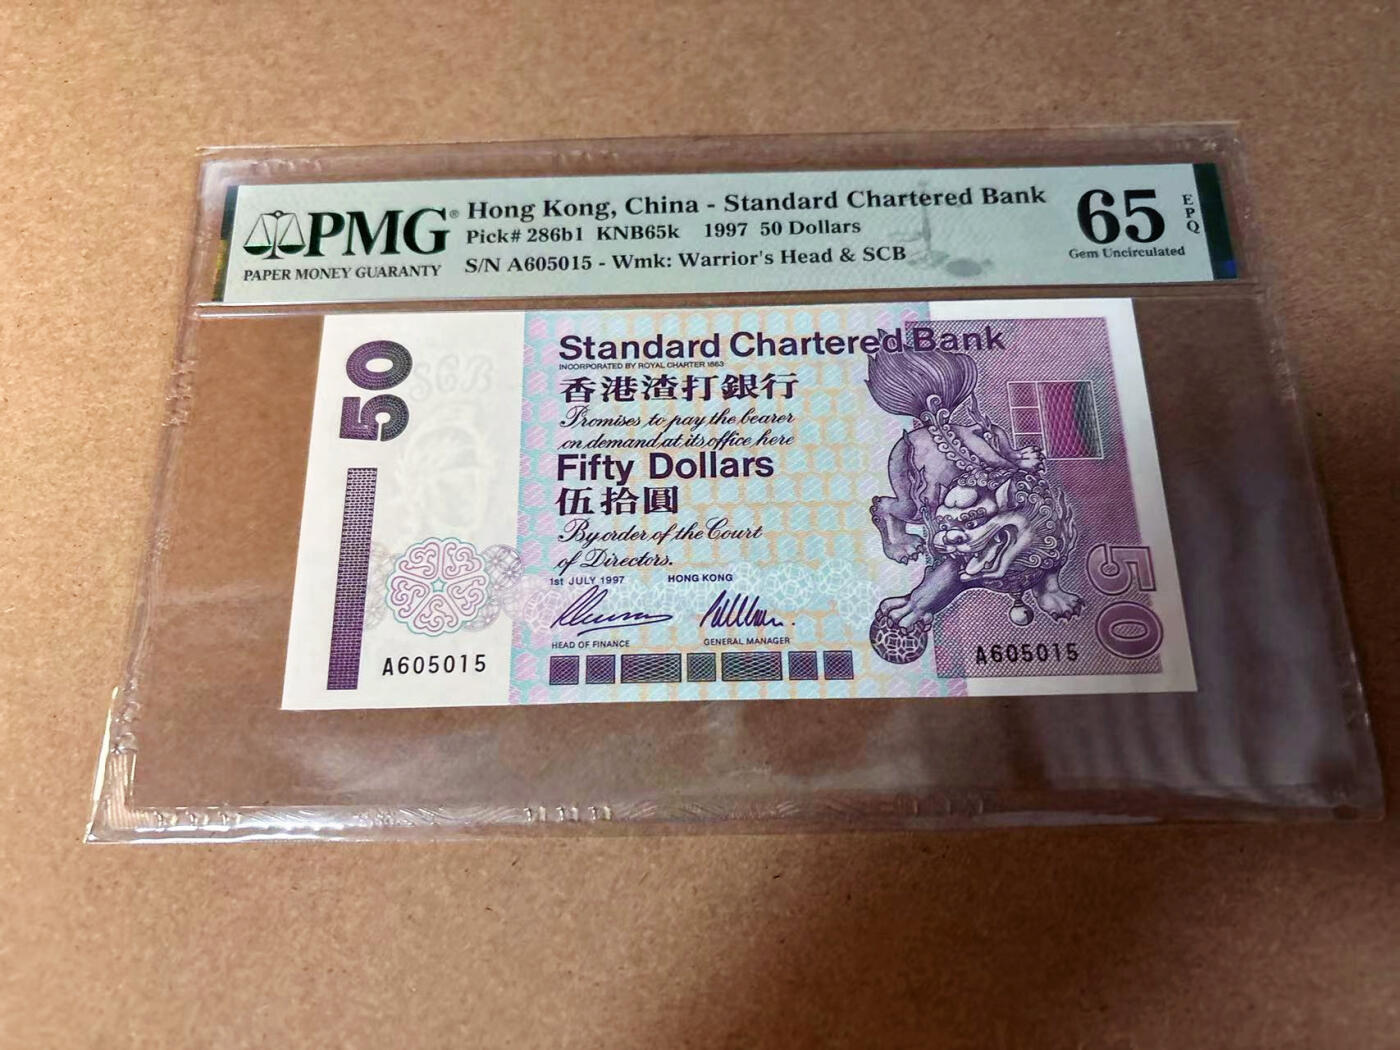 PMG®
PAPER MONEY GUARANTY
Hong Kong, China - Standard Chartered Bank
Pick# 286b1 KNB65k 1997 50 Dollars
S/N A605015 - Wmk: Warrior's Head & SCB
65
EPQ
Gem Uncirculated
50
Standard Chartered Bank
INCORPORATED BY ROYAL CHARTER 1853
香港渣打銀行
Promises to pay the bearer
on demand at its office here
Fifty Dollars
伍拾圓
By order of the Court
of Directors.
1st JULY 1997 HONG KONG
HEAD OF FINANCE GENERAL MANAGER
A605015
A605015
50